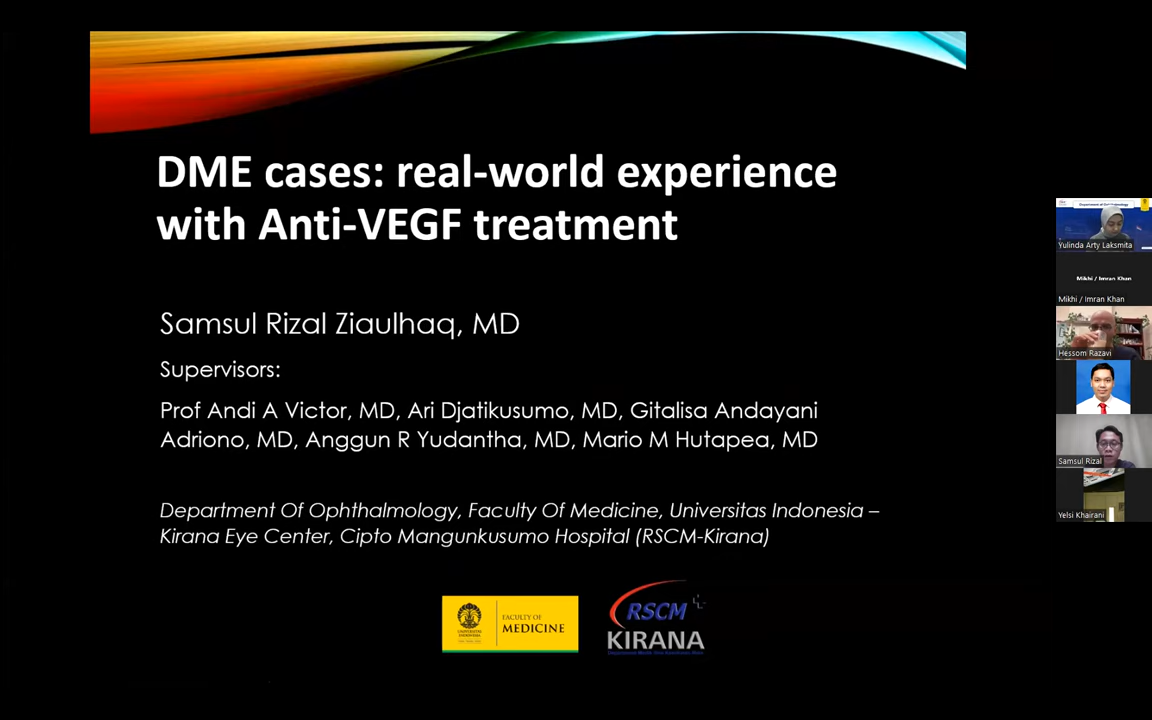 DME cases: real-world experience
with Anti-VEGF treatment
Samsul Rizal Ziaulhaq, MD
Supervisors:
Prof Andi A Victor, MD, Ari Djatikusumo, MD, Gitalisa Andayani
Adriono, MD, Anggun R Yudantha, MD, Mario M Hutapea, MD
Department Of Ophthalmology, Faculty Of Medicine, Universitas Indonesia –
Kirana Eye Center, Cipto Mangunkusumo Hospital (RSCM-Kirana)
UNIVERSITAS
INDONESIA
FACULTY OF
MEDICINE
RSCM
KIRANA
Yulinda Arty Laksmita
Mikhi / Imran Khan
Mikhi / Imran Khan
Hessom Razavi
Samsul Rizal
Yelsi Khairani